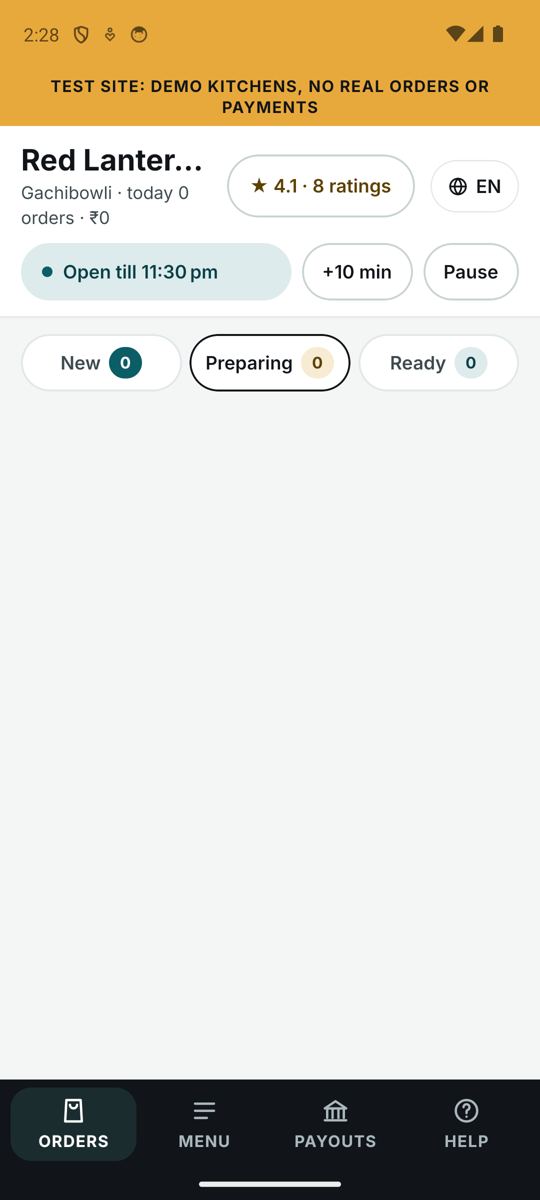 2:28
TEST SITE: DEMO KITCHENS, NO REAL ORDERS OR
PAYMENTS
Red Lanter...
★ 4.1 · 8 ratings
EN
Gachibowli · today 0
orders · ₹0
Open till 11:30 pm
+10 min
Pause
New 0
Preparing 0
Ready 0
ORDERS
MENU
PAYOUTS
HELP